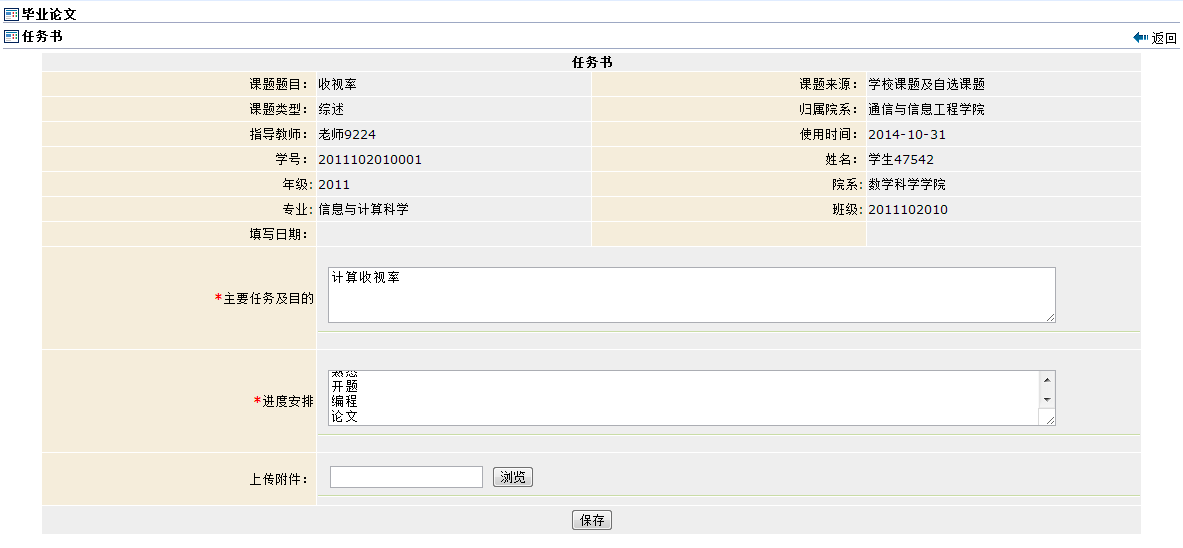 毕业论文
任务书 返回
任务书
课题题目： 收视率 课题来源： 学校课题及自选课题
课题类型： 综述 归属院系： 通信与信息工程学院
指导教师： 老师9224 使用时间： 2014-10-31
学号： 2011102010001 姓名： 学生47542
年级: 2011 院系: 数学科学学院
专业: 信息与计算科学 班级: 2011102010
填写日期：
*主要任务及目的 计算收视率
开题
编程
*进度安排
论文
上传附件： 浏览
保存